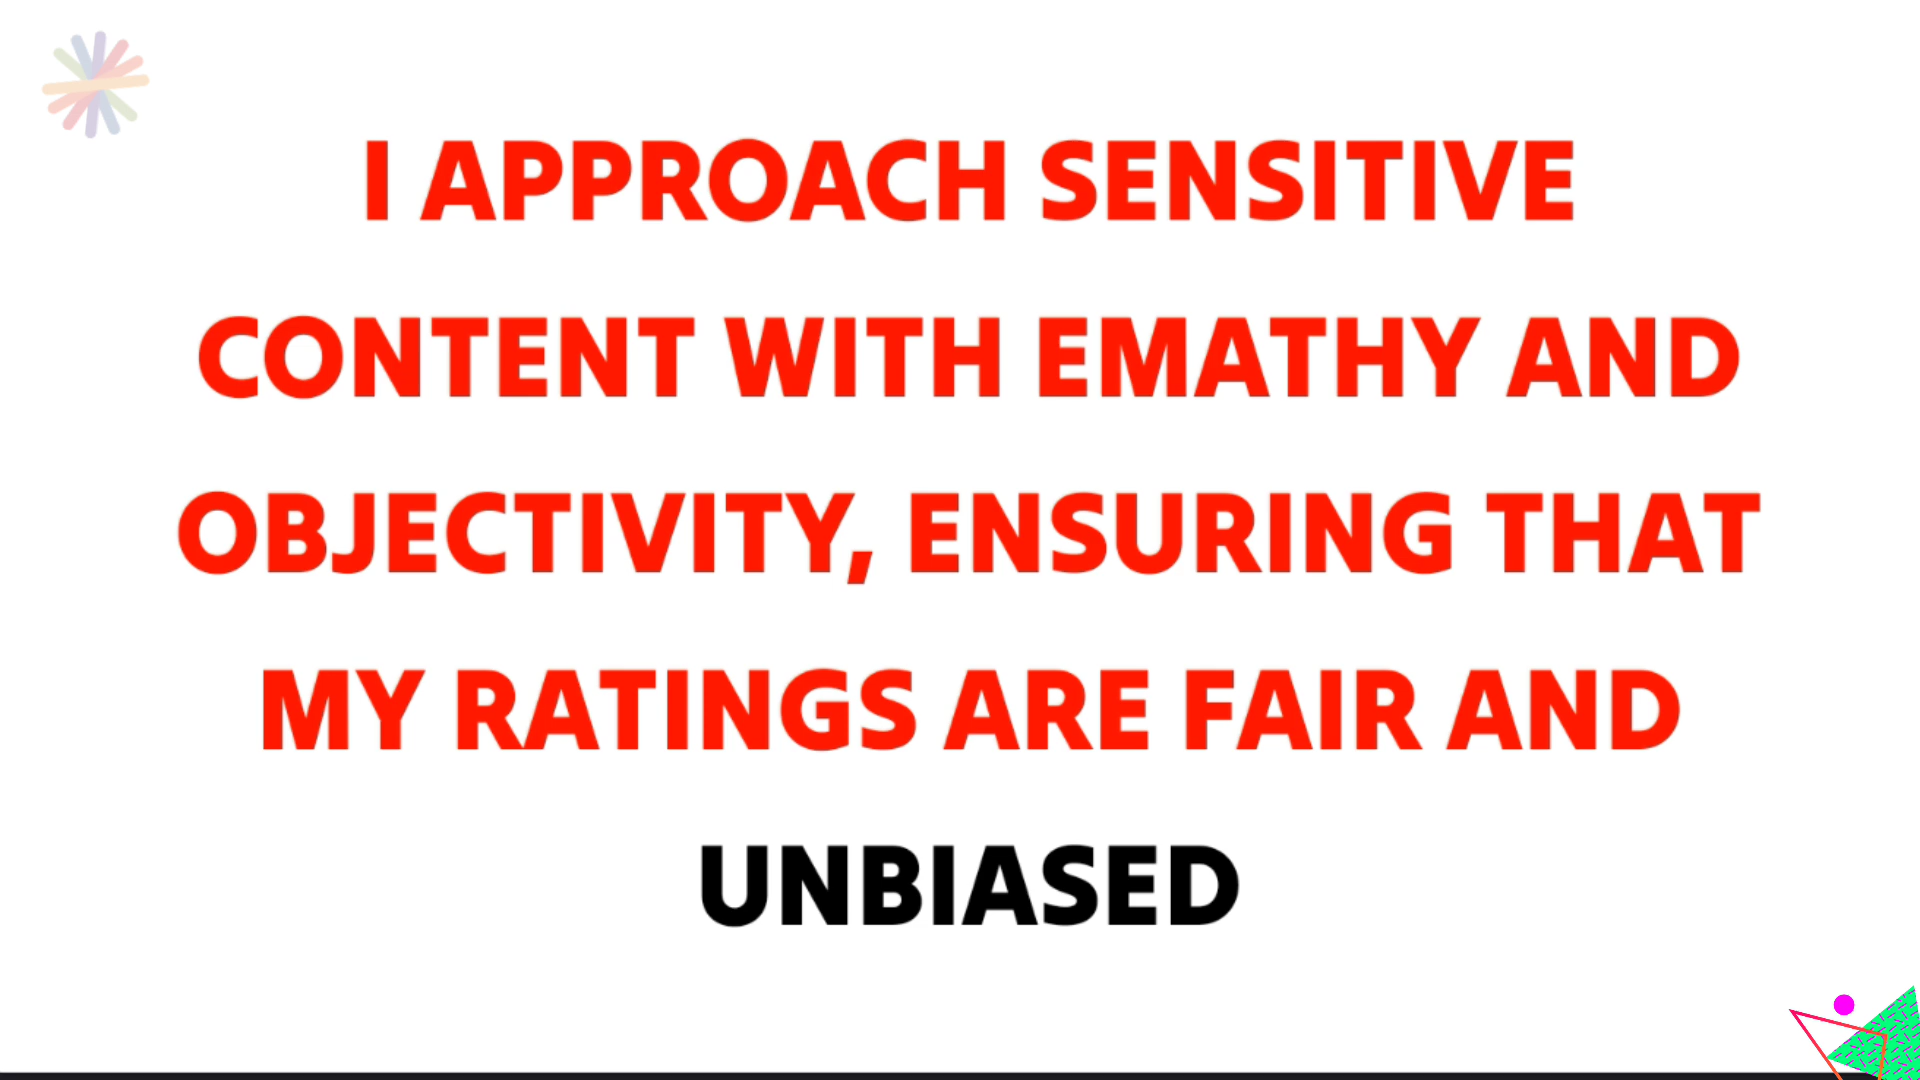 I APPROACH SENSITIVE
CONTENT WITH EMATHY AND
OBJECTIVITY, ENSURING THAT
MY RATINGS ARE FAIR AND
UNBIASED